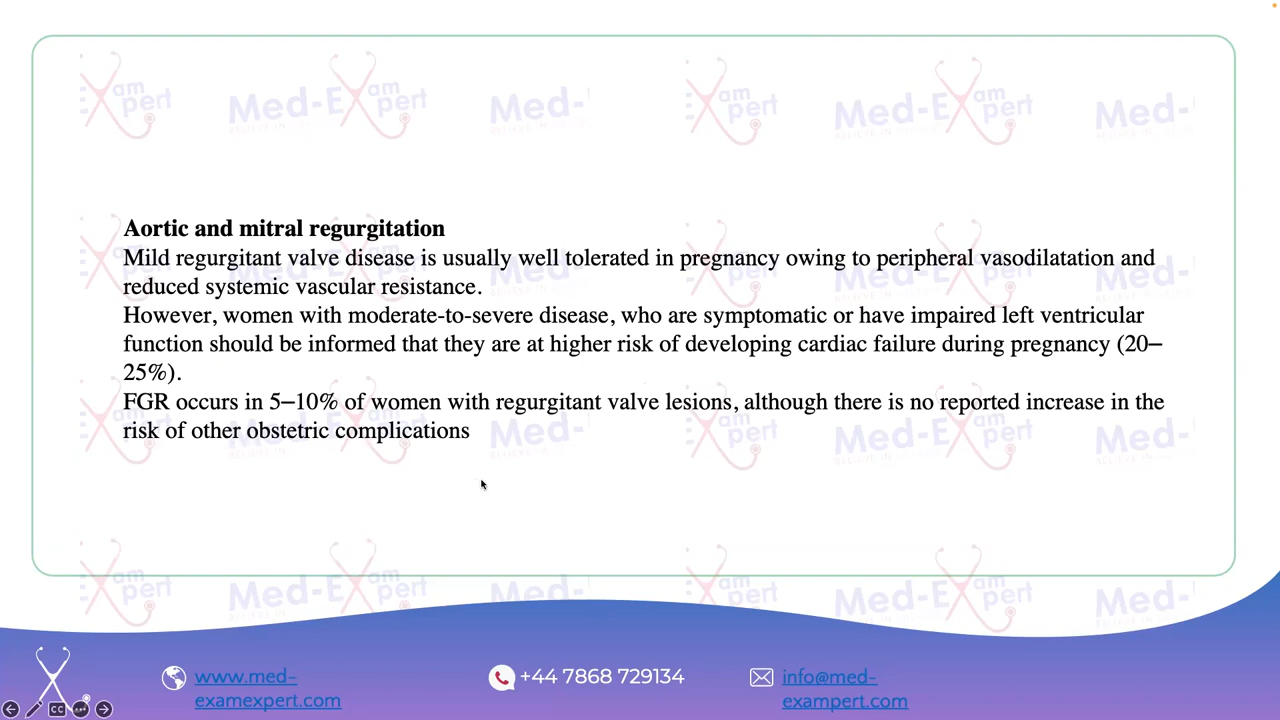 Aortic and mitral regurgitation
Mild regurgitant valve disease is usually well tolerated in pregnancy owing to peripheral vasodilatation and
reduced systemic vascular resistance.
However, women with moderate-to-severe disease, who are symptomatic or have impaired left ventricular
function should be informed that they are at higher risk of developing cardiac failure during pregnancy (20–
25%).
FGR occurs in 5–10% of women with regurgitant valve lesions, although there is no reported increase in the
risk of other obstetric complications
www.med-
examexpert.com
+44 7868 729134
info@med-
exampert.com
CC